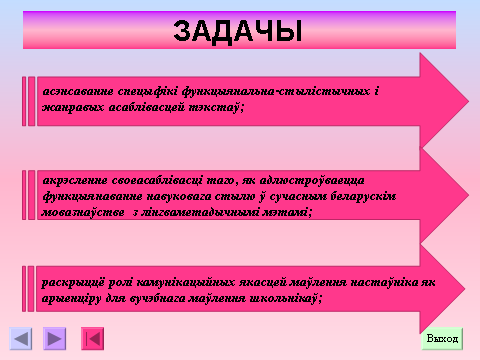 ЗАДАЧЫ
асэнсаванне спецыфікі функцыянальна-стылістычных і
жанравых асаблівасцей тэкстаў;
акрэсленне своеасаблівасці таго, як адлюстроўваецца
функцыянаванне навуковага стылю ў сучасным беларускім
мовазнаўстве з лінгваметадычнымі мэтамі;
раскрыццё ролі камунікацыйных якасцей маўлення настаўніка як
арыенціру для вучэбнага маўлення школьнікаў;
Выход